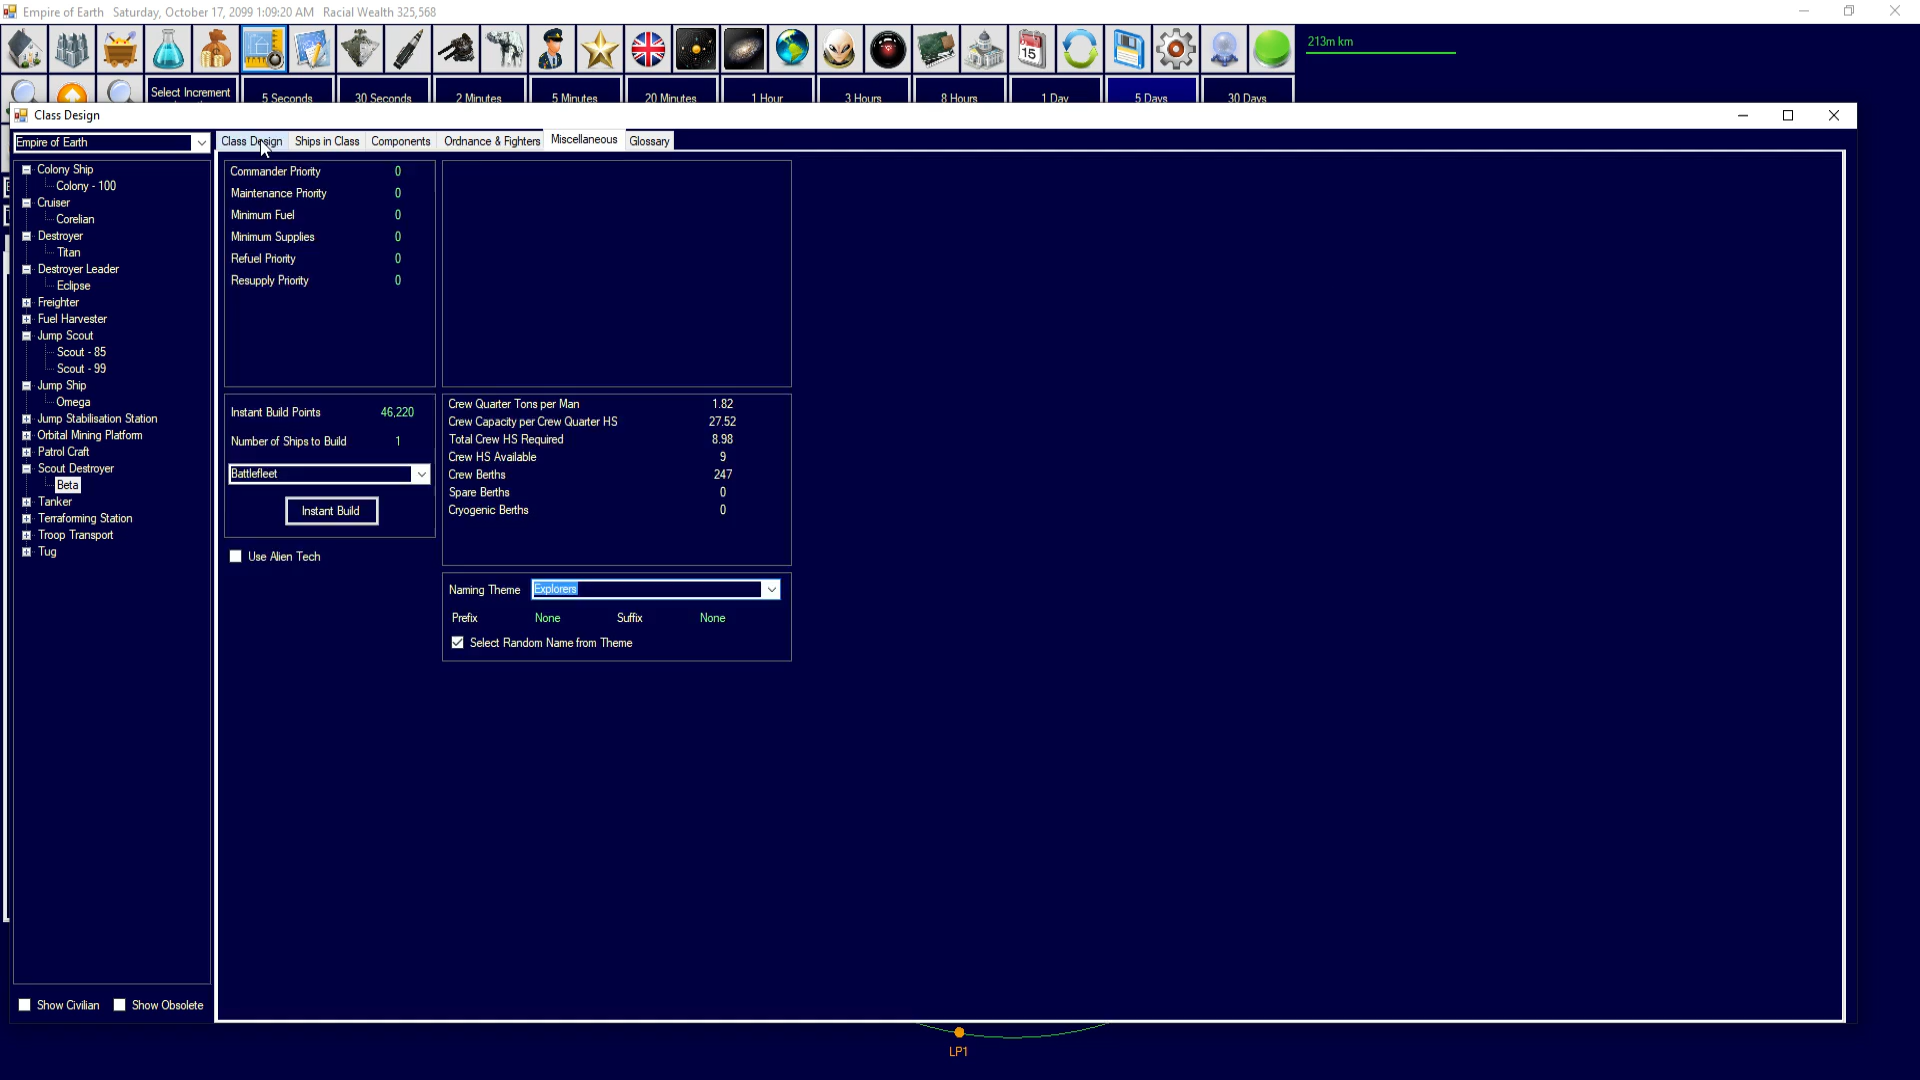 Empire of Earth Saturday, October 17, 2099 1:09:20 AM Racial Wealth 325,568
213m km
15
Select Increment
5 Seconds
30 Seconds
2 Minutes
5 Minutes
20 Minutes
1 Hour
3 Hours
8 Hours
1 Day
5 Days
30 Days
Class Design
Empire of Earth
Class Design
Ships in Class
Components
Ordnance & Fighters
Miscellaneous
Glossary
Colony Ship
Colony - 100
Cruiser
Corelian
Destroyer
Titan
Destroyer Leader
Eclipse
Freighter
Fuel Harvester
Jump Scout
Scout - 85
Scout - 99
Jump Ship
Omega
Jump Stabilisation Station
Orbital Mining Platform
Patrol Craft
Scout Destroyer
Beta
Tanker
Terraforming Station
Troop Transport
Tug
Show Civilian
Show Obsolete
Commander Priority 0
Maintenance Priority 0
Minimum Fuel 0
Minimum Supplies 0
Refuel Priority 0
Resupply Priority 0
Instant Build Points 46,220
Number of Ships to Build 1
Battlefleet
Instant Build
Use Alien Tech
Crew Quarter Tons per Man 1.82
Crew Capacity per Crew Quarter HS 27.52
Total Crew HS Required 8.98
Crew HS Available 9
Crew Berths 247
Spare Berths 0
Cryogenic Berths 0
Naming Theme Explorers
Prefix None Suffix None
Select Random Name from Theme
LP1